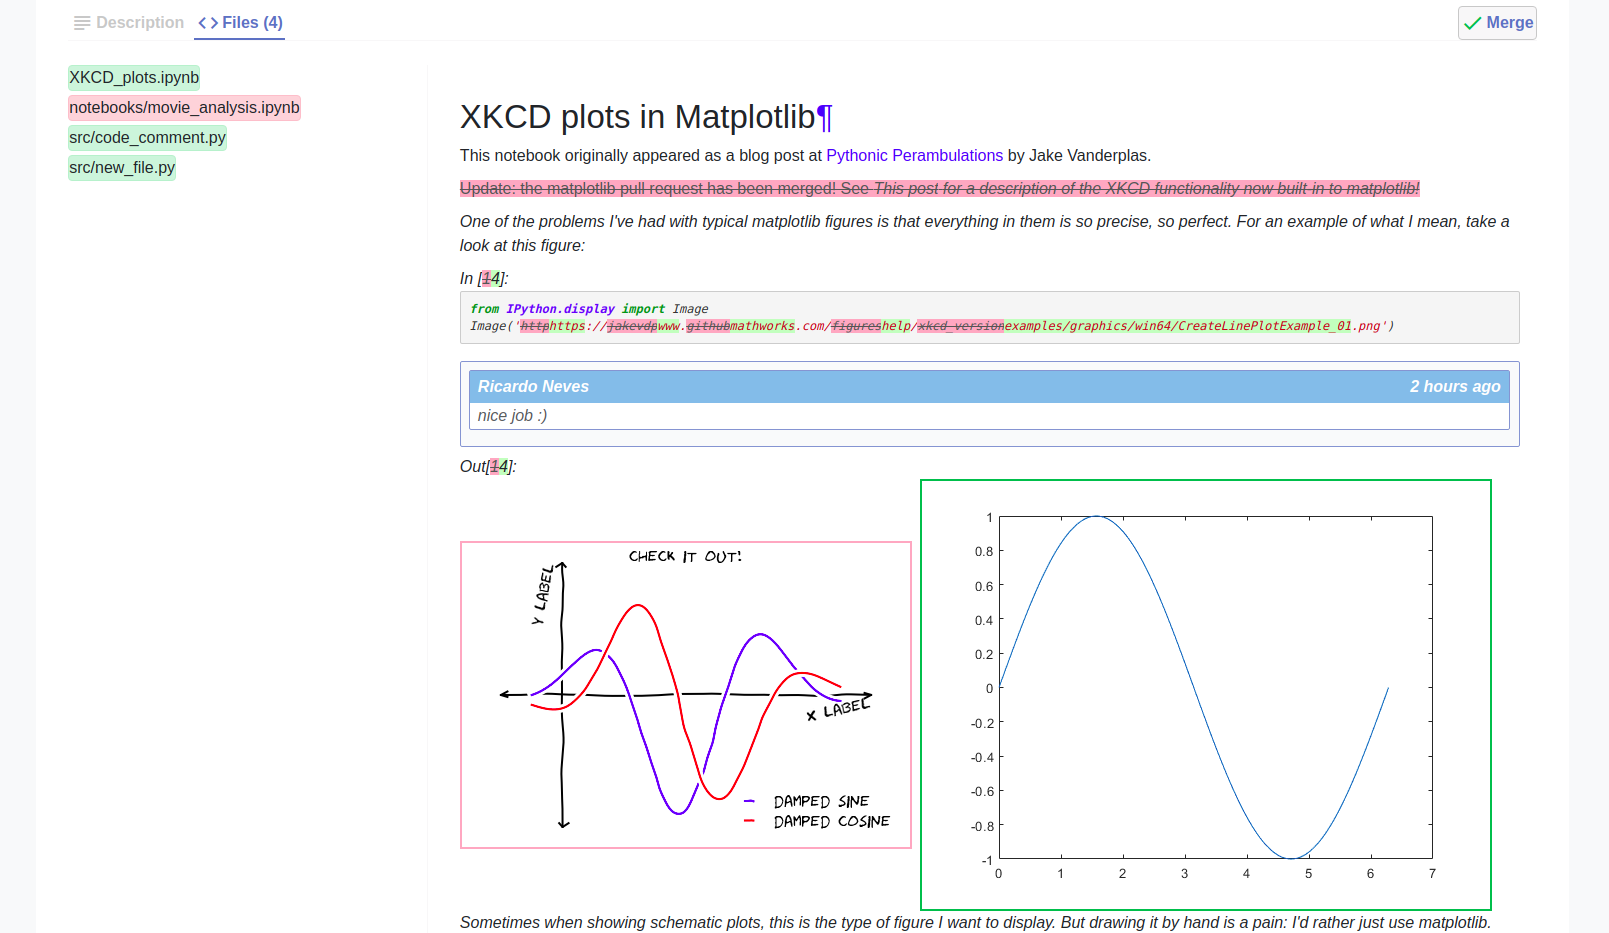 Description
Files (4)
Merge
XKCD_plots.ipynb
notebooks/movie_analysis.ipynb
src/code_comment.py
src/new_file.py
XKCD plots in Matplotlib¶
This notebook originally appeared as a blog post at Pythonic Perambulations by Jake Vanderplas.
Update: the matplotlib pull request has been merged! See This post for a description of the XKCD functionality now built-in to matplotlib!
One of the problems I've had with typical matplotlib figures is that everything in them is so precise, so perfect. For an example of what I mean, take a
look at this figure:
In [14]:
from IPython.display import Image
Image('httphttps://jakevdpwww.githubmathworks.com/figureshelp/xkcd_versionexamples/graphics/win64/CreateLinePlotExample_01.png')
Ricardo Neves
2 hours ago
nice job :)
Out[14]:
CHECK IT OUT!
Y LABEL
X LABEL
DAMPED SINE
DAMPED COSINE
1
0.8
0.6
0.4
0.2
0
-0.2
-0.4
-0.6
-0.8
-1
0 1 2 3 4 5 6 7
Sometimes when showing schematic plots, this is the type of figure I want to display. But drawing it by hand is a pain: I'd rather just use matplotlib.